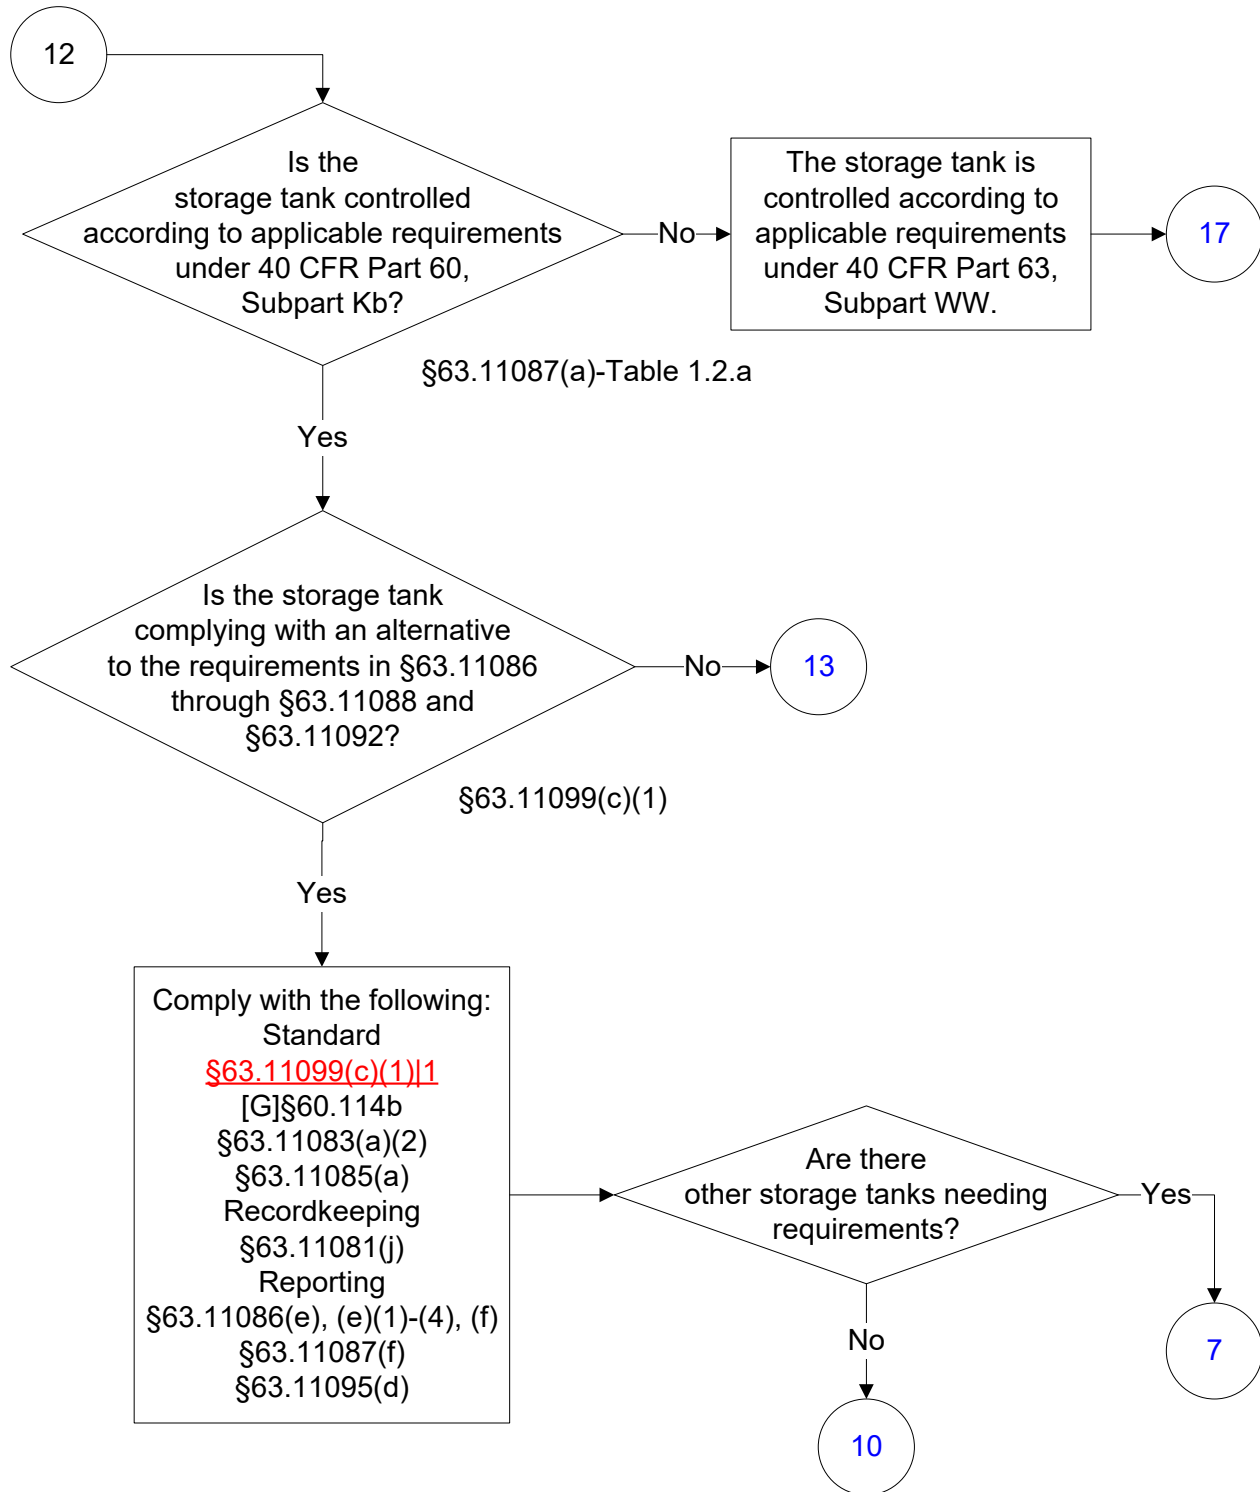 12
Is the
storage tank controlled
according to applicable requirements
under 40 CFR Part 60,
Subpart Kb?
No
The storage tank is
controlled according to
applicable requirements
under 40 CFR Part 63,
Subpart WW.
17
§63.11087(a)-Table 1.2.a
Yes
Is the storage tank
complying with an alternative
to the requirements in §63.11086
through §63.11088 and
§63.11092?
No
13
§63.11099(c)(1)
Yes
Comply with the following:
Standard
§63.11099(c)(1)|1
[G]§60.114b
§63.11083(a)(2)
§63.11085(a)
Recordkeeping
§63.11081(j)
Reporting
§63.11086(e), (e)(1)-(4), (f)
§63.11087(f)
§63.11095(d)
Are there
other storage tanks needing
requirements?
Yes
7
No
10